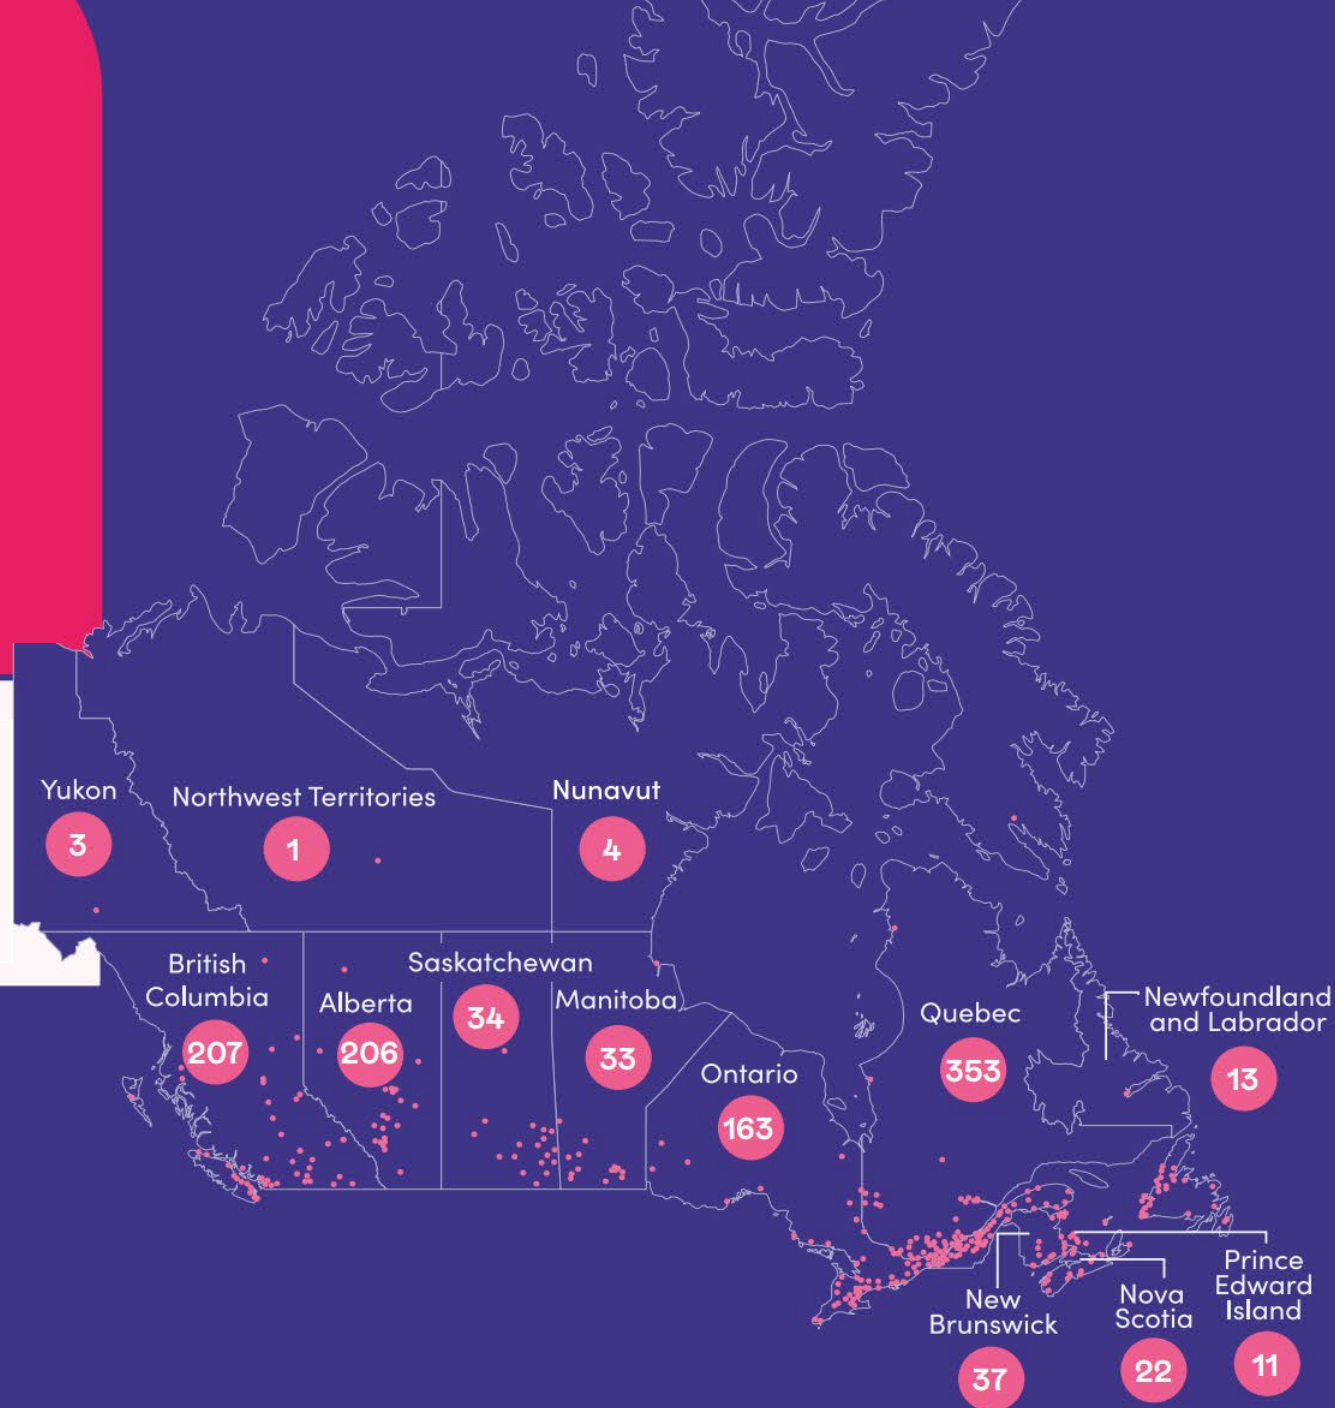 Yukon
3
Northwest Territories
1
Nunavut
4
British
Columbia
207
Alberta
206
Saskatchewan
34
Manitoba
33
Ontario
163
Quebec
353
Newfoundland
and Labrador
13
New
Brunswick
37
Nova
Scotia
22
Prince
Edward
Island
11